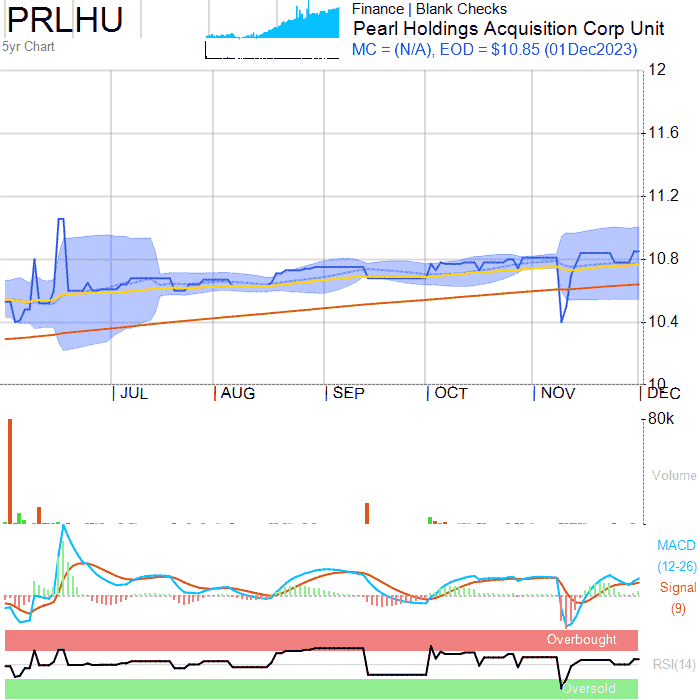 PRLHU
5yr Chart
Finance | Blank Checks
Pearl Holdings Acquisition Corp Unit
MC = (N/A), EOD = $10.85 (01Dec2023)
12
11.6
11.2
10.8
10.4
10
JUL AUG SEP OCT NOV DEC
80k
Volume
MACD
(12-26)
Signal
(9)
Overbought
RSI(14)
Oversold